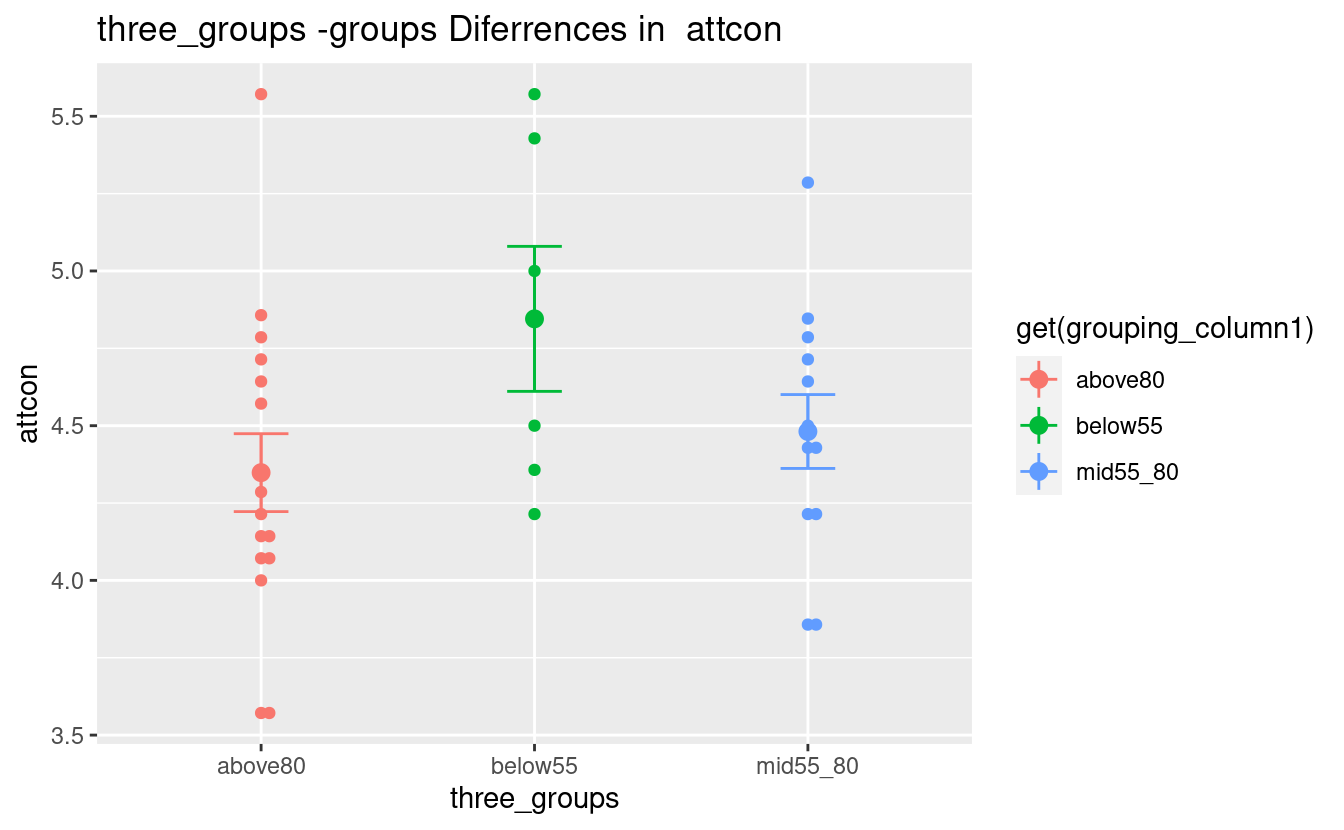 three_groups -groups Diferrences in  attcon
5.5
5.0
4.5
4.0
3.5
attcon
above80
below55
mid55_80
three_groups
get(grouping_column1)
above80
below55
mid55_80